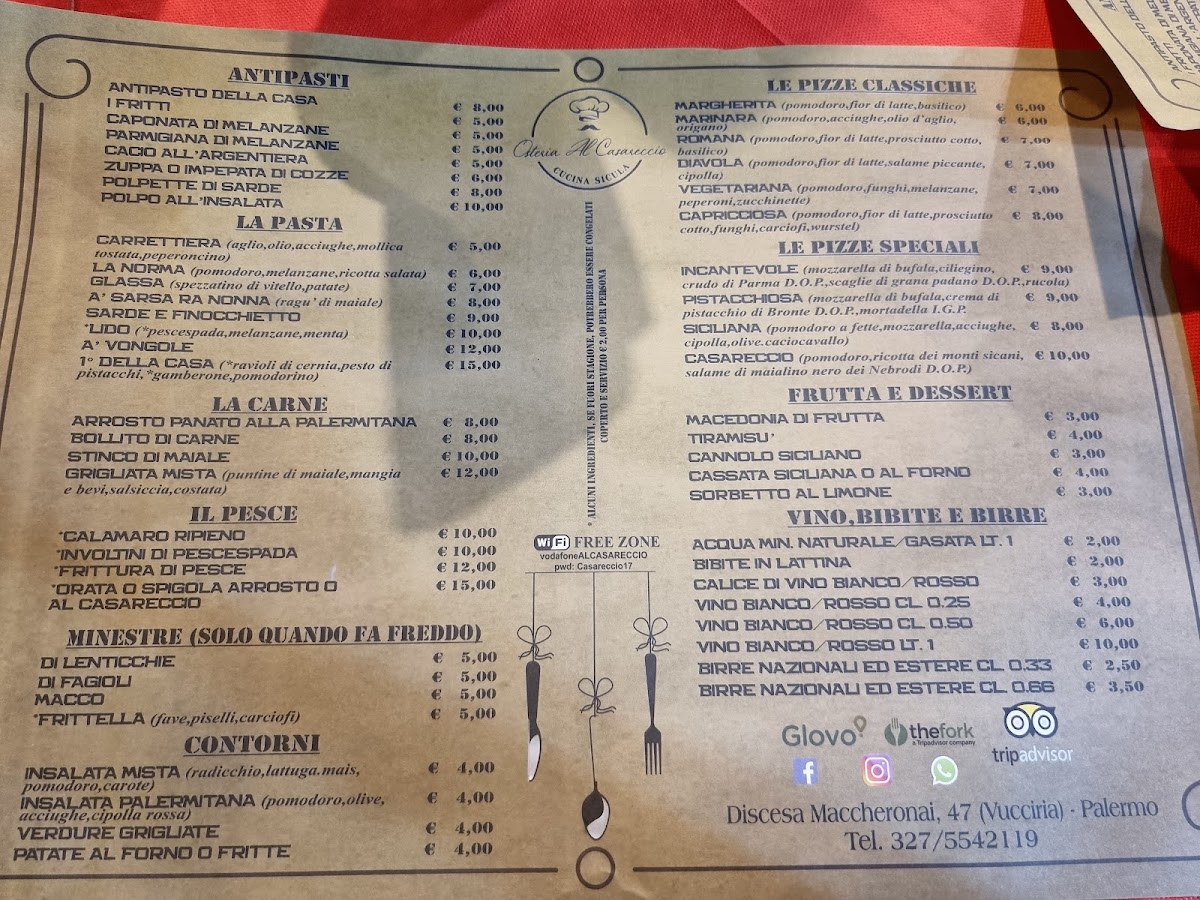 ANTIPASTI
ANTIPASTO DELLA CASA € 8,00
I FRITTI € 5,00
CAPONATA DI MELANZANE € 5,00
PARMIGIANA DI MELANZANE € 5,00
CACIO ALL'ARGENTIERA € 5,00
ZUPPA O IMPEPATA DI COZZE € 6,00
POLPETTE DI SARDE € 8,00
POLPO ALL'INSALATA € 10,00
LA PASTA
CARRETTIERA (aglio,olio,acciughe,mollica € 5,00
tostata,peperoncino)
LA NORMA (pomodoro,melanzane,ricotta salata) € 6,00
GLASSA (spezzatino di vitello,patate) € 7,00
A' SARSA RA NONNA (ragu' di maiale) € 8,00
SARDE E FINOCCHIETTO € 9,00
*LIDO (*pescespada,melanzane,menta) € 10,00
A' VONGOLE € 12,00
1° DELLA CASA (*ravioli di cernia,pesto di € 15,00
pistacchi,*gamberone,pomodorino)
LA CARNE
ARROSTO PANATO ALLA PALERMITANA € 8,00
BOLLITO DI CARNE € 8,00
STINCO DI MAIALE € 10,00
GRIGLIATA MISTA (puntine di maiale,mangia € 12,00
e bevi,salsiccia,costata)
IL PESCE
*CALAMARO RIPIENO € 10,00
*INVOLTINI DI PESCESPADA € 10,00
*FRITTURA DI PESCE € 12,00
*ORATA O SPIGOLA ARROSTO O € 15,00
AL CASARECCIO
MINESTRE (SOLO QUANDO FA FREDDO)
DI LENTICCHIE € 5,00
DI FAGIOLI € 5,00
MACCO € 5,00
*FRITTELLA (fave,piselli,carciofi) € 5,00
CONTORNI
INSALATA MISTA (radicchio,lattuga.mais, € 4,00
pomodoro,carote)
INSALATA PALERMITANA (pomodoro,olive, € 4,00
acciughe,cipolla rossa)
VERDURE GRIGLIATE € 4,00
PATATE AL FORNO O FRITTE € 4,00
Osteria Al Casareccio
CUCINA SICULA
* ALCUNI INGREDIENTI, SE FUORI STAGIONE, POTREBBERO ESSERE CONGELATI
COPERTO E SERVIZIO € 2,00 PER PERSONA
Wi Fi FREE ZONE
vodafoneALCASARECCIO
pwd: Casareccio17
LE PIZZE CLASSICHE
MARGHERITA (pomodoro,fior di latte,basilico) € 6,00
MARINARA (pomodoro,acciughe,olio d'aglio, € 6,00
origano)
ROMANA (pomodoro,fior di latte,prosciutto cotto, € 7,00
basilico)
DIAVOLA (pomodoro,fior di latte,salame piccante, € 7,00
cipolla)
VEGETARIANA (pomodoro,funghi,melanzane, € 7,00
peperoni,zucchinette)
CAPRICCIOSA (pomodoro,fior di latte,prosciutto € 8,00
cotto,funghi,carciofi,wurstel)
LE PIZZE SPECIALI
INCANTEVOLE (mozzarella di bufala,ciliegino, € 9,00
crudo di Parma D.O.P.,scaglie di grana padano D.O.P.,rucola)
PISTACCHIOSA (mozzarella di bufala,crema di € 9,00
pistacchio di Bronte D.O.P.,mortadella I.G.P.
SICILIANA (pomodoro a fette,mozzarella,acciughe, € 8,00
cipolla,olive.caciocavallo)
CASARECCIO (pomodoro,ricotta dei monti sicani, € 10,00
salame di maialino nero dei Nebrodi D.O.P.)
FRUTTA E DESSERT
MACEDONIA DI FRUTTA € 3,00
TIRAMISU' € 4,00
CANNOLO SICILIANO € 3,00
CASSATA SICILIANA O AL FORNO € 4,00
SORBETTO AL LIMONE € 3,00
VINO,BIBITE E BIRRE
ACQUA MIN. NATURALE/GASATA LT. 1 € 2,00
BIBITE IN LATTINA € 2,00
CALICE DI VINO BIANCO/ROSSO € 3,00
VINO BIANCO/ROSSO CL 0.25 € 4,00
VINO BIANCO/ROSSO CL 0.50 € 6,00
VINO BIANCO/ROSSO LT. 1 € 10,00
BIRRE NAZIONALI ED ESTERE CL 0.33 € 2,50
BIRRE NAZIONALI ED ESTERE CL 0.66 € 3,50
Glovo
thefork
a Tripadvisor company
tripadvisor
Discesa Maccheronai, 47 (Vucciria) - Palermo
Tel. 327/5542119